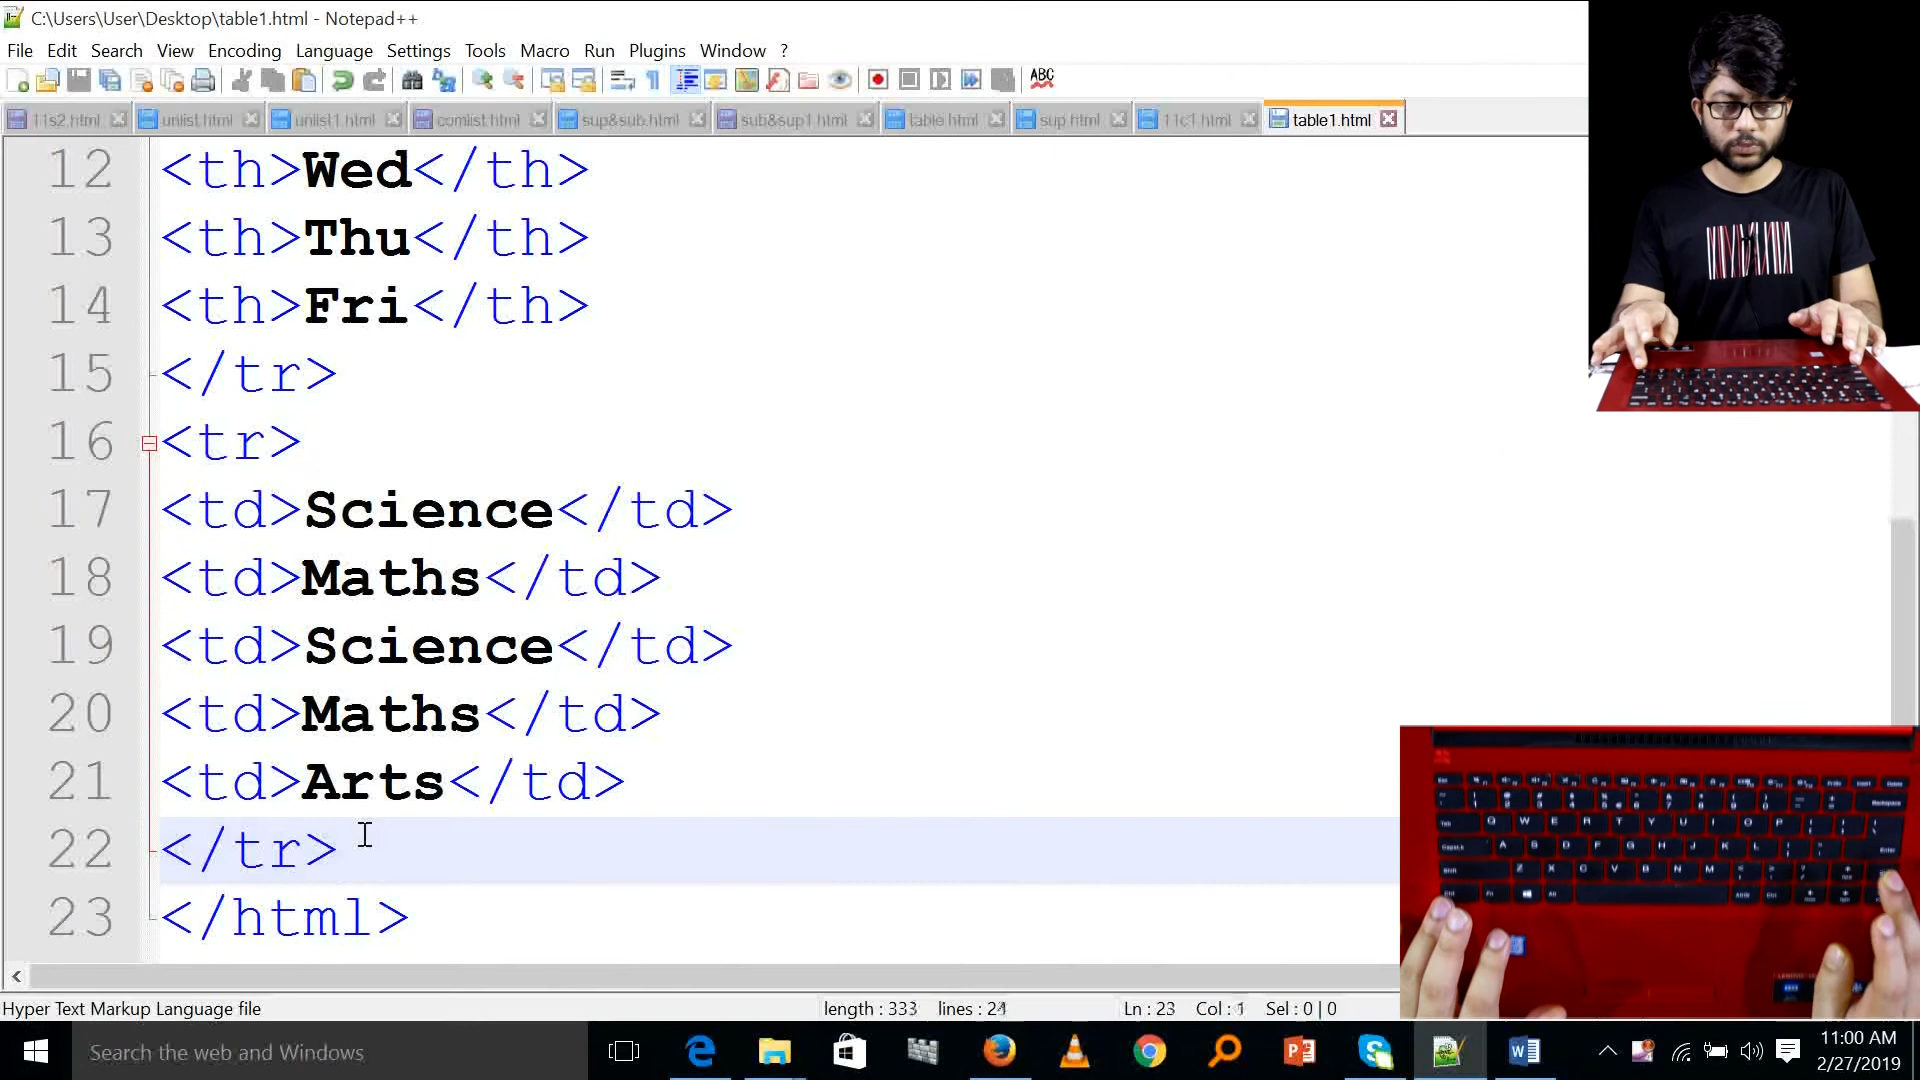 C:\Users\User\Desktop\table1.html - Notepad++
File Edit Search View Encoding Language Settings Tools Macro Run Plugins Window ?
ABC
11s2.html unlist.html unlist1.html comlist.html sup&sub.html sub&sup1.html table.html sup.html 11c1.html table1.html
12 <th>Wed</th>
13 <th>Thu</th>
14 <th>Fri</th>
15 </tr>
16 <tr>
17 <td>Science</td>
18 <td>Maths</td>
19 <td>Science</td>
20 <td>Maths</td>
21 <td>Arts</td>
22 </tr>
23 </html>
Hyper Text Markup Language file length : 333 lines : 24 Ln : 23 Col : 1 Sel : 0 | 0
Search the web and Windows
11:00 AM
2/27/2019